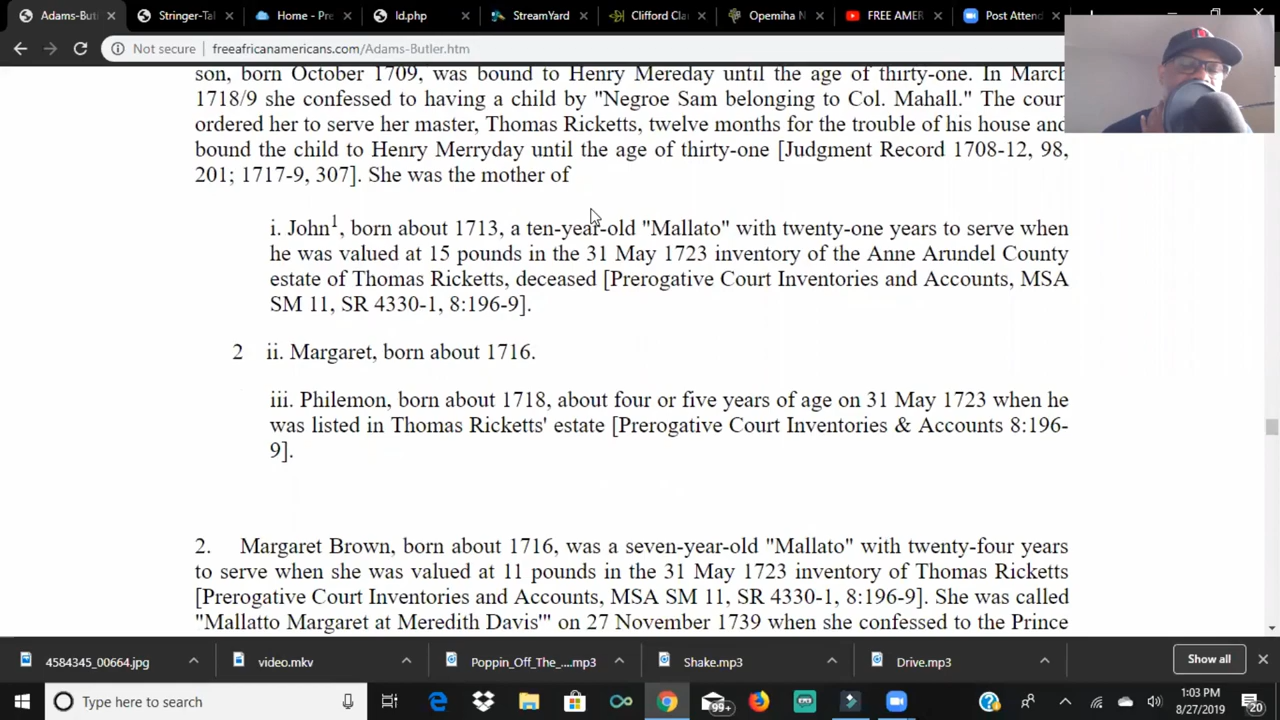 Adams-But
Stringer-Tal
Home - Pre
ld.php
StreamYard
Clifford Cla
Opemiha N
FREE AMER
Post Attend
Not secure
freeafricanamericans.com/Adams-Butler.htm
son, born October 1709, was bound to Henry Mereday until the age of thirty-one. In March
1718/9 she confessed to having a child by "Negroe Sam belonging to Col. Mahall." The court
ordered her to serve her master, Thomas Ricketts, twelve months for the trouble of his house and
bound the child to Henry Merryday until the age of thirty-one [Judgment Record 1708-12, 98,
201; 1717-9, 307]. She was the mother of
i. John1, born about 1713, a ten-year-old "Mallato" with twenty-one years to serve when
he was valued at 15 pounds in the 31 May 1723 inventory of the Anne Arundel County
estate of Thomas Ricketts, deceased [Prerogative Court Inventories and Accounts, MSA
SM 11, SR 4330-1, 8:196-9].
2 ii. Margaret, born about 1716.
iii. Philemon, born about 1718, about four or five years of age on 31 May 1723 when he
was listed in Thomas Ricketts' estate [Prerogative Court Inventories & Accounts 8:196-
9].
2. Margaret Brown, born about 1716, was a seven-year-old "Mallato" with twenty-four years
to serve when she was valued at 11 pounds in the 31 May 1723 inventory of Thomas Ricketts
[Prerogative Court Inventories and Accounts, MSA SM 11, SR 4330-1, 8:196-9]. She was called
"Mallatto Margaret at Meredith Davis'" on 27 November 1739 when she confessed to the Prince
4584345_00664.jpg
video.mkv
Poppin_Off_The_....mp3
Shake.mp3
Drive.mp3
Show all
Type here to search
99+
1:03 PM
8/27/2019
20